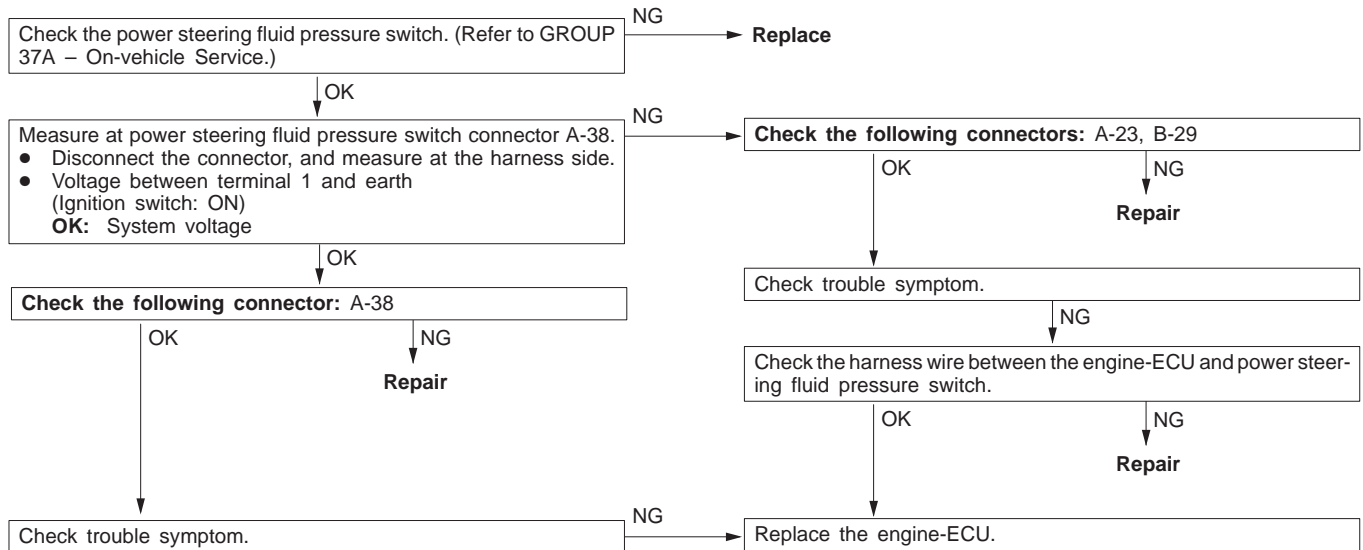 Check the power steering fluid pressure switch. (Refer to GROUP
37A – On-vehicle Service.)
NG
Replace
OK
Measure at power steering fluid pressure switch connector A-38.
● Disconnect the connector, and measure at the harness side.
● Voltage between terminal 1 and earth
(Ignition switch: ON)
OK: System voltage
NG
Check the following connectors: A-23, B-29
OK
NG
Repair
OK
Check the following connector: A-38
OK
NG
Repair
Check trouble symptom.
NG
Check the harness wire between the engine-ECU and power steer-
ing fluid pressure switch.
OK
NG
Repair
Check trouble symptom.
NG
Replace the engine-ECU.